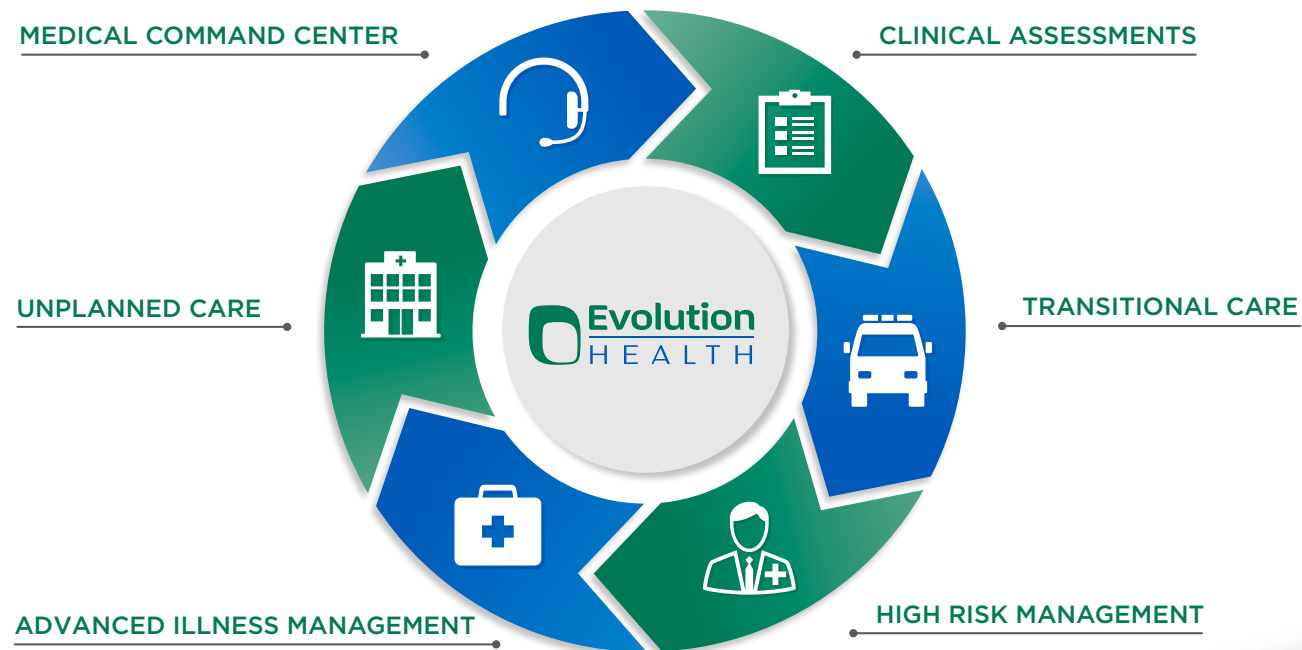 MEDICAL COMMAND CENTER
CLINICAL ASSESSMENTS
UNPLANNED CARE
Evolution
HEALTH
TRANSITIONAL CARE
ADVANCED ILLNESS MANAGEMENT
HIGH RISK MANAGEMENT